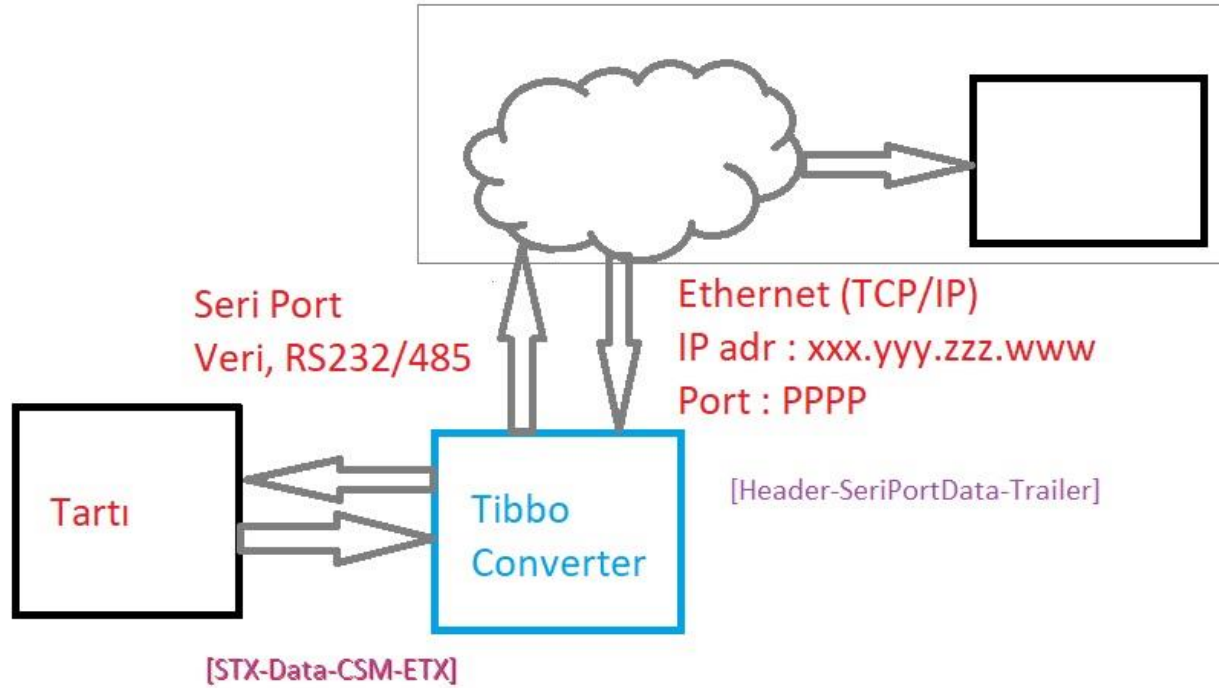 Seri Port
Veri, RS232/485
Ethernet (TCP/IP)
IP adr : xxx.yyy.zzz.www
Port : PPPP
Tartı
Tibbo
Converter
[Header-SeriPortData-Trailer]
[STX-Data-CSM-ETX]